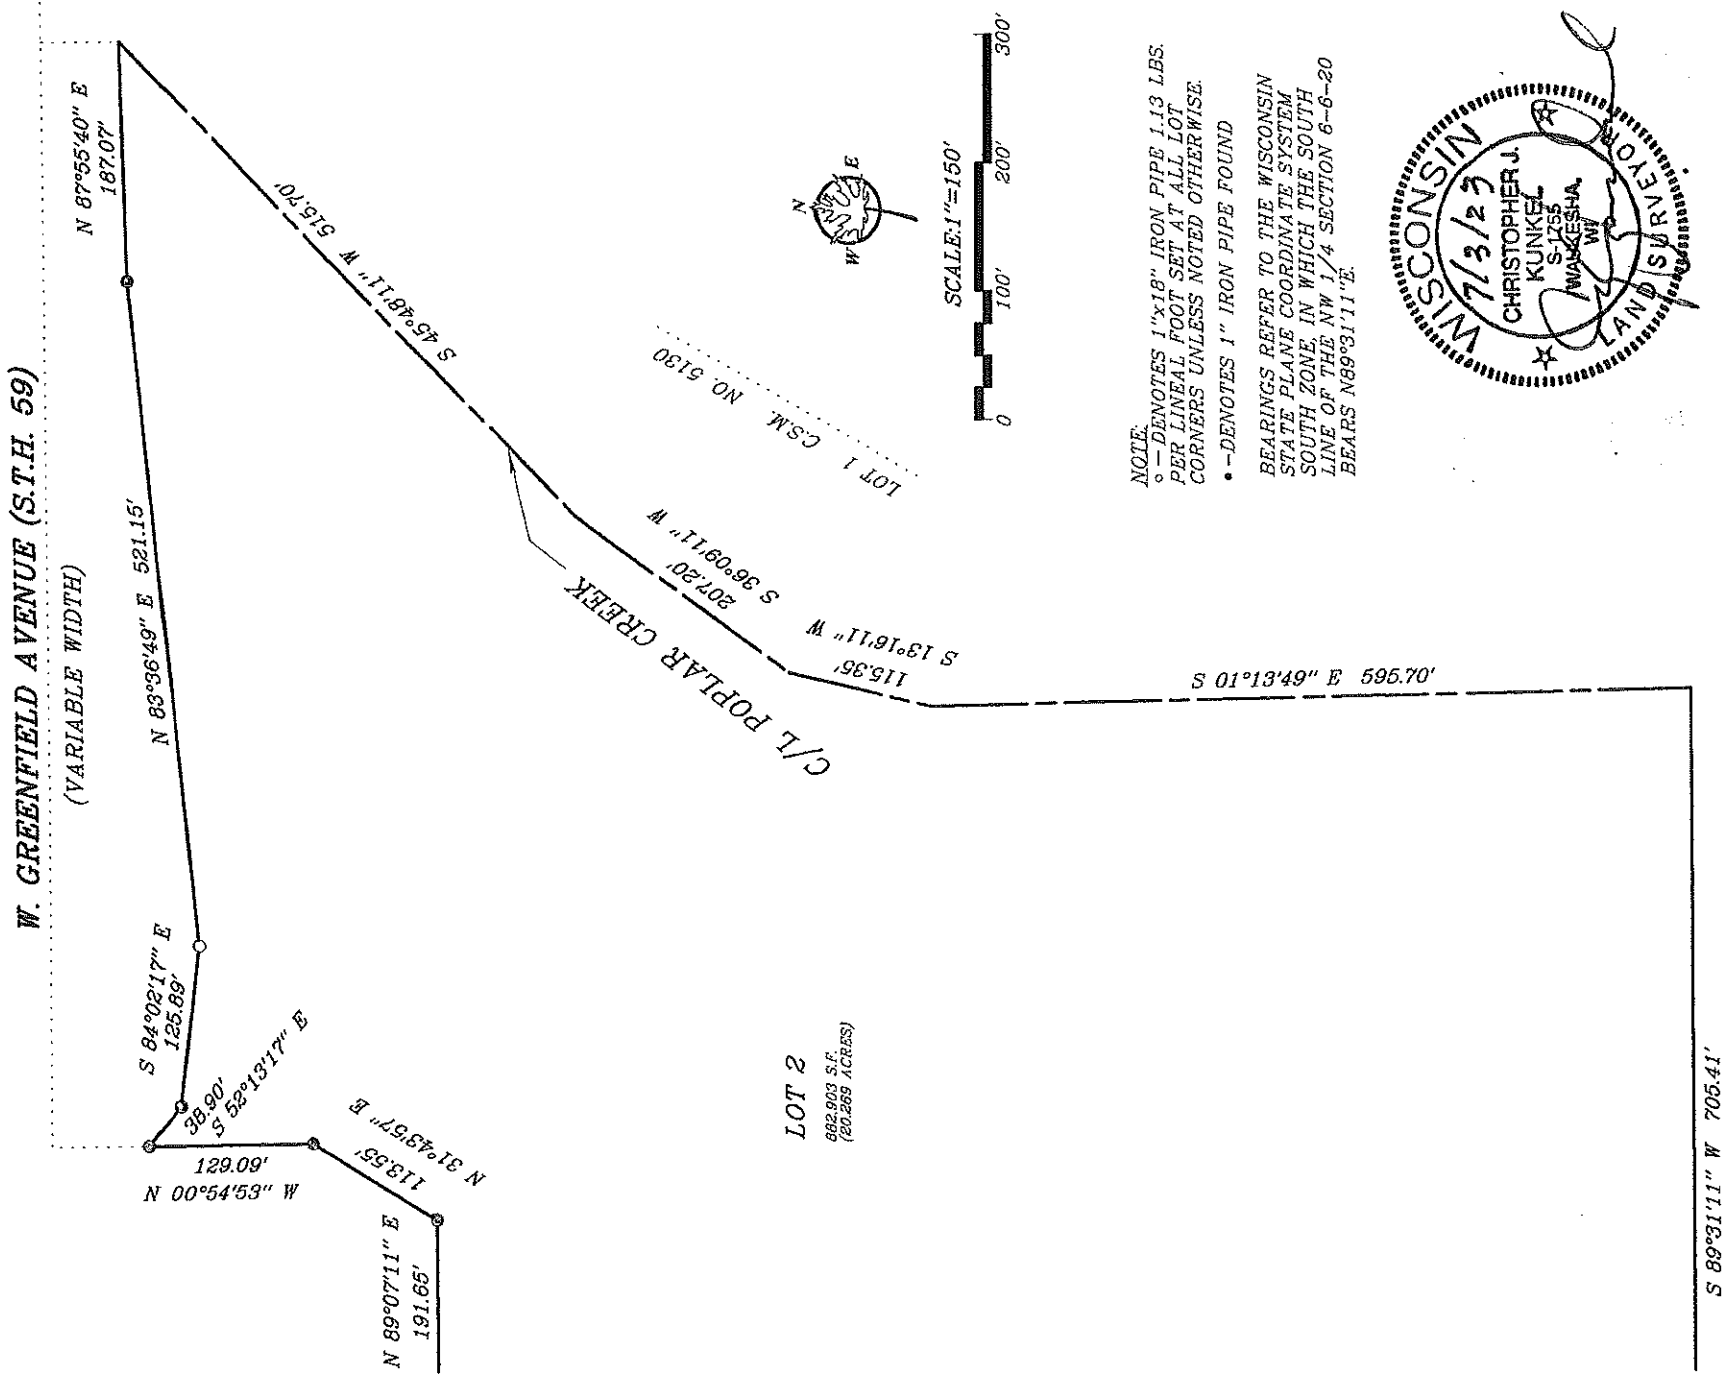 W. GREENFIELD AVENUE (S.T.H. 59)
(VARIABLE WIDTH)
N 87°55'40" E
187.07'
N 83°36'49" E 521.15'
S 84°02'17" E
125.89'
38.90'
S 52°13'17" E
129.09'
N 00°54'53" W
113.55'
N 31°43'57" E
N 89°07'11" E
191.65'
S 45°48'11" W 515.70'
C/L POPLAR CREEK
207.20'
S 36°09'11" W
115.35'
S 13°16'11" W
S 01°13'49" E 595.70'
S 89°31'11" W 705.41'
LOT 1 C.S.M. NO. 5130
LOT 2
882,903 S.F.
(20.269 ACRES)
N
W E
SCALE:1"=150'
0 100' 200' 300'
NOTE:
○ -- DENOTES 1"x18" IRON PIPE 1.13 LBS.
PER LINEAL FOOT SET AT ALL LOT
CORNERS UNLESS NOTED OTHERWISE.
• --DENOTES 1" IRON PIPE FOUND
BEARINGS REFER TO THE WISCONSIN
STATE PLANE COORDINATE SYSTEM
SOUTH ZONE, IN WHICH THE SOUTH
LINE OF THE NW 1/4 SECTION 6-6-20
BEARS N89°31'11"E.
WISCONSIN
7/3/23
CHRISTOPHER J.
KUNKEL
S-1755
WAUKESHA,
WI
LAND SURVEYOR